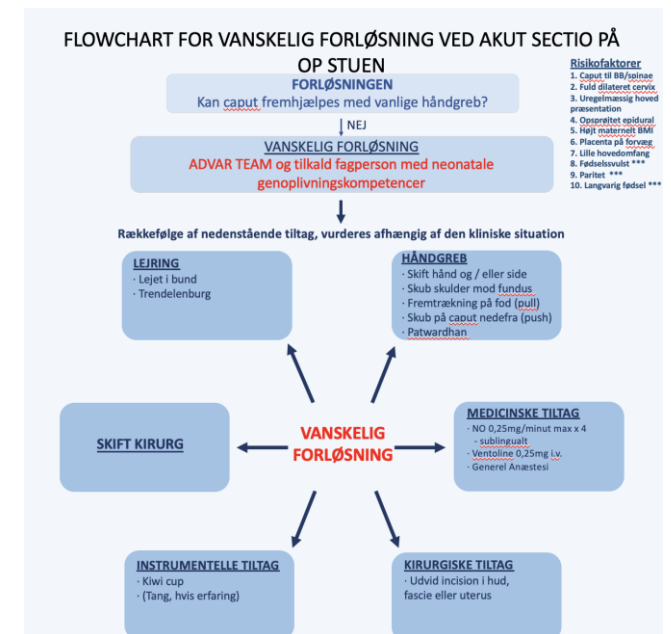 FLOWCHART FOR VANSKELIG FORLØSNING VED AKUT SECTIO PÅ
OP STUEN
FORLØSNINGEN
Kan caput fremhjælpes med vanlige håndgreb?
NEJ
VANSKELIG FORLØSNING
ADVAR TEAM og tilkald fagperson med neonatale
genoplivningskompetencer
Risikofaktorer
1. Caput til BB/spinae
2. Fuld dilateret cervix
3. Uregelmæssig hoved
præsentation
4. Opsprøjtet epidural
5. Højt maternelt BMI
6. Placenta på forvæg
7. Lille hovedomfang
8. Fødselssvulst ***
9. Paritet ***
10. Langvarig fødsel ***
Rækkefølge af nedenstående tiltag, vurderes afhængig af den kliniske situation
LEJRING
· Lejet i bund
· Trendelenburg
HÅNDGREB
· Skift hånd og / eller side
· Skub skulder mod fundus
· Fremtrækning på fod (pull)
· Skub på caput nedefra (push)
· Patwardhan
SKIFT KIRURG
VANSKELIG
FORLØSNING
MEDICINSKE TILTAG
· NO 0,25mg/minut max x 4
- sublingualt
· Ventoline 0,25mg i.v.
· Generel Anæstesi
INSTRUMENTELLE TILTAG
· Kiwi cup
· (Tang, hvis erfaring)
KIRURGISKE TILTAG
· Udvid incision i hud,
fascie eller uterus